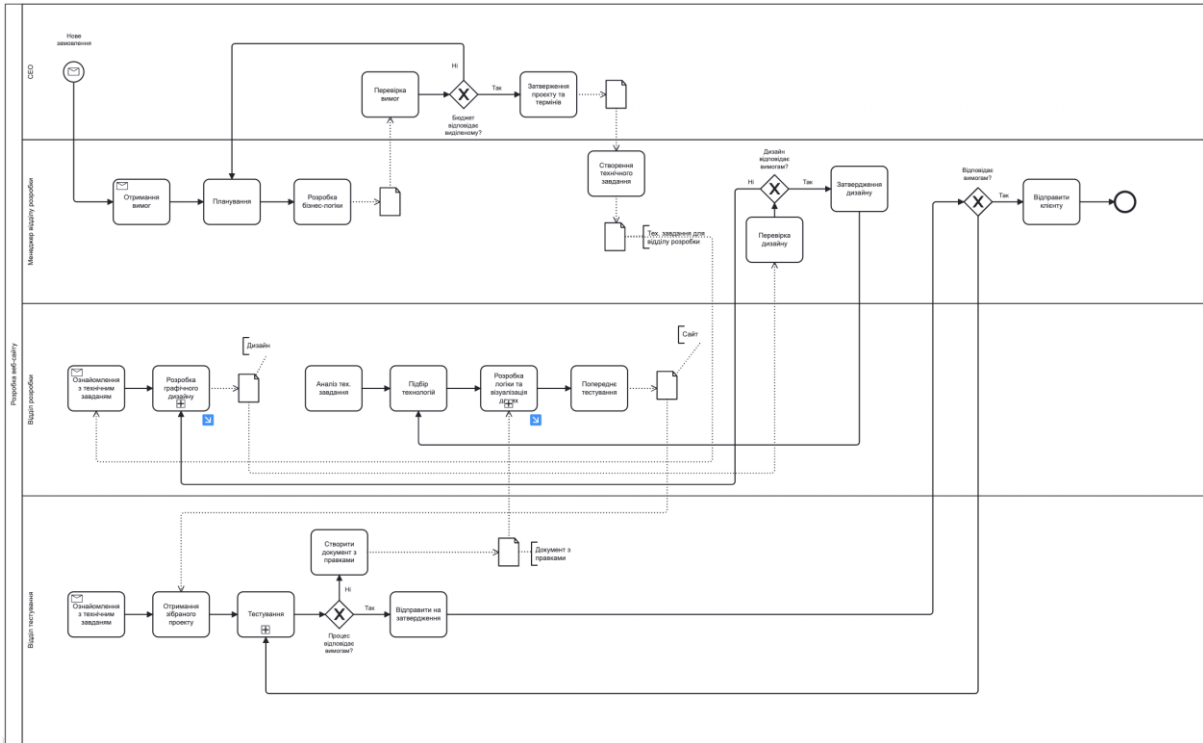 Розробка веб-сайту
CEO
Нове
замовлення
Перевірка
вимог
Ні
Бюджет
відповідає
виділеному?
Так
Затверження
проєкту та
термінів
Менеджер відділу розробки
Отримання
вимог
Планування
Розробка
бізнес-логіки
Створення
технічного
завдання
Тех. завдання для
відділу розробки
Дизайн
відповідає
вимогам?
Ні
Так
Затвердження
дизайну
Перевірка
дизайну
Відповідає
вимогам?
Так
Відправити
клієнту
Відділ розробки
Ознайомлення
з технічним
завданям
Розробка
графічного
дизайну
Дизайн
Аналіз тех.
завдання
Підбір
технологій
Розробка
логіки та
візуалізація
Попереднє
тестування
Сайт
Відділ тестування
Ознайомлення
з технічним
завданям
Отримання
зібраного
проекту
Тестування
Створити
документ з
правками
Ні
Процес
відповідає
вимогам?
Так
Відправити на
затвердження
Документ з
правками